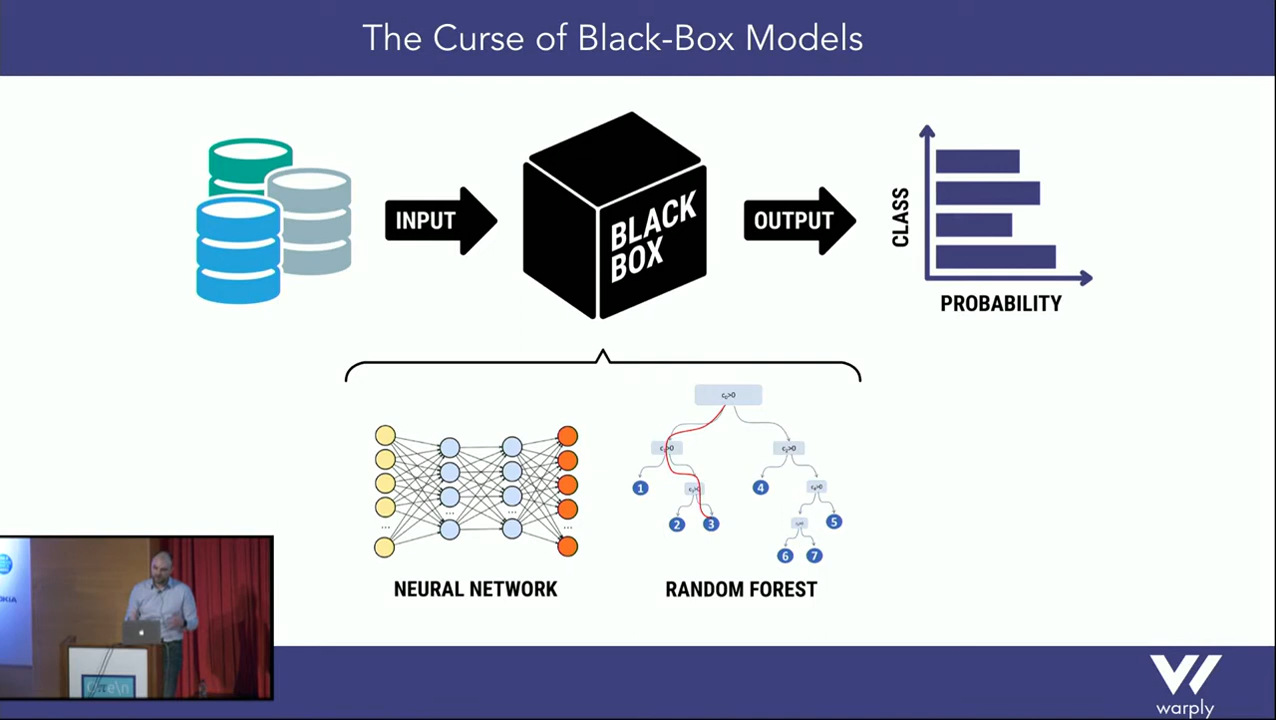 The Curse of Black-Box Models
INPUT
BLACK
BOX
OUTPUT
CLASS
PROBABILITY
1
2
3
4
5
6
7
...
...
...
...
NEURAL NETWORK
RANDOM FOREST
warply